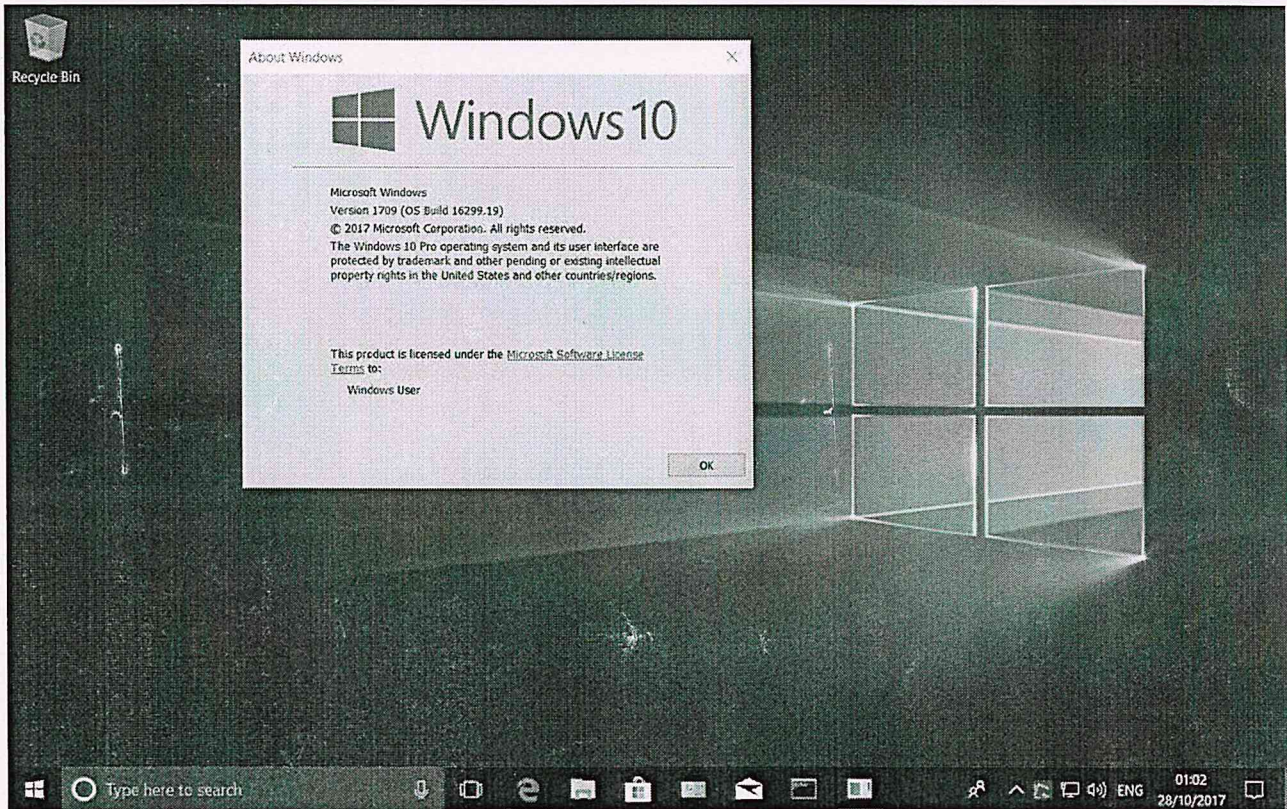 Recycle Bin
About Windows
Windows 10
Microsoft Windows
Version 1709 (OS Build 16299.19)
© 2017 Microsoft Corporation. All rights reserved.
The Windows 10 Pro operating system and its user interface are
protected by trademark and other pending or existing intellectual
property rights in the United States and other countries/regions.
This product is licensed under the Microsoft Software License
Terms to:
Windows User
OK
Type here to search
ENG
01:02
28/10/2017